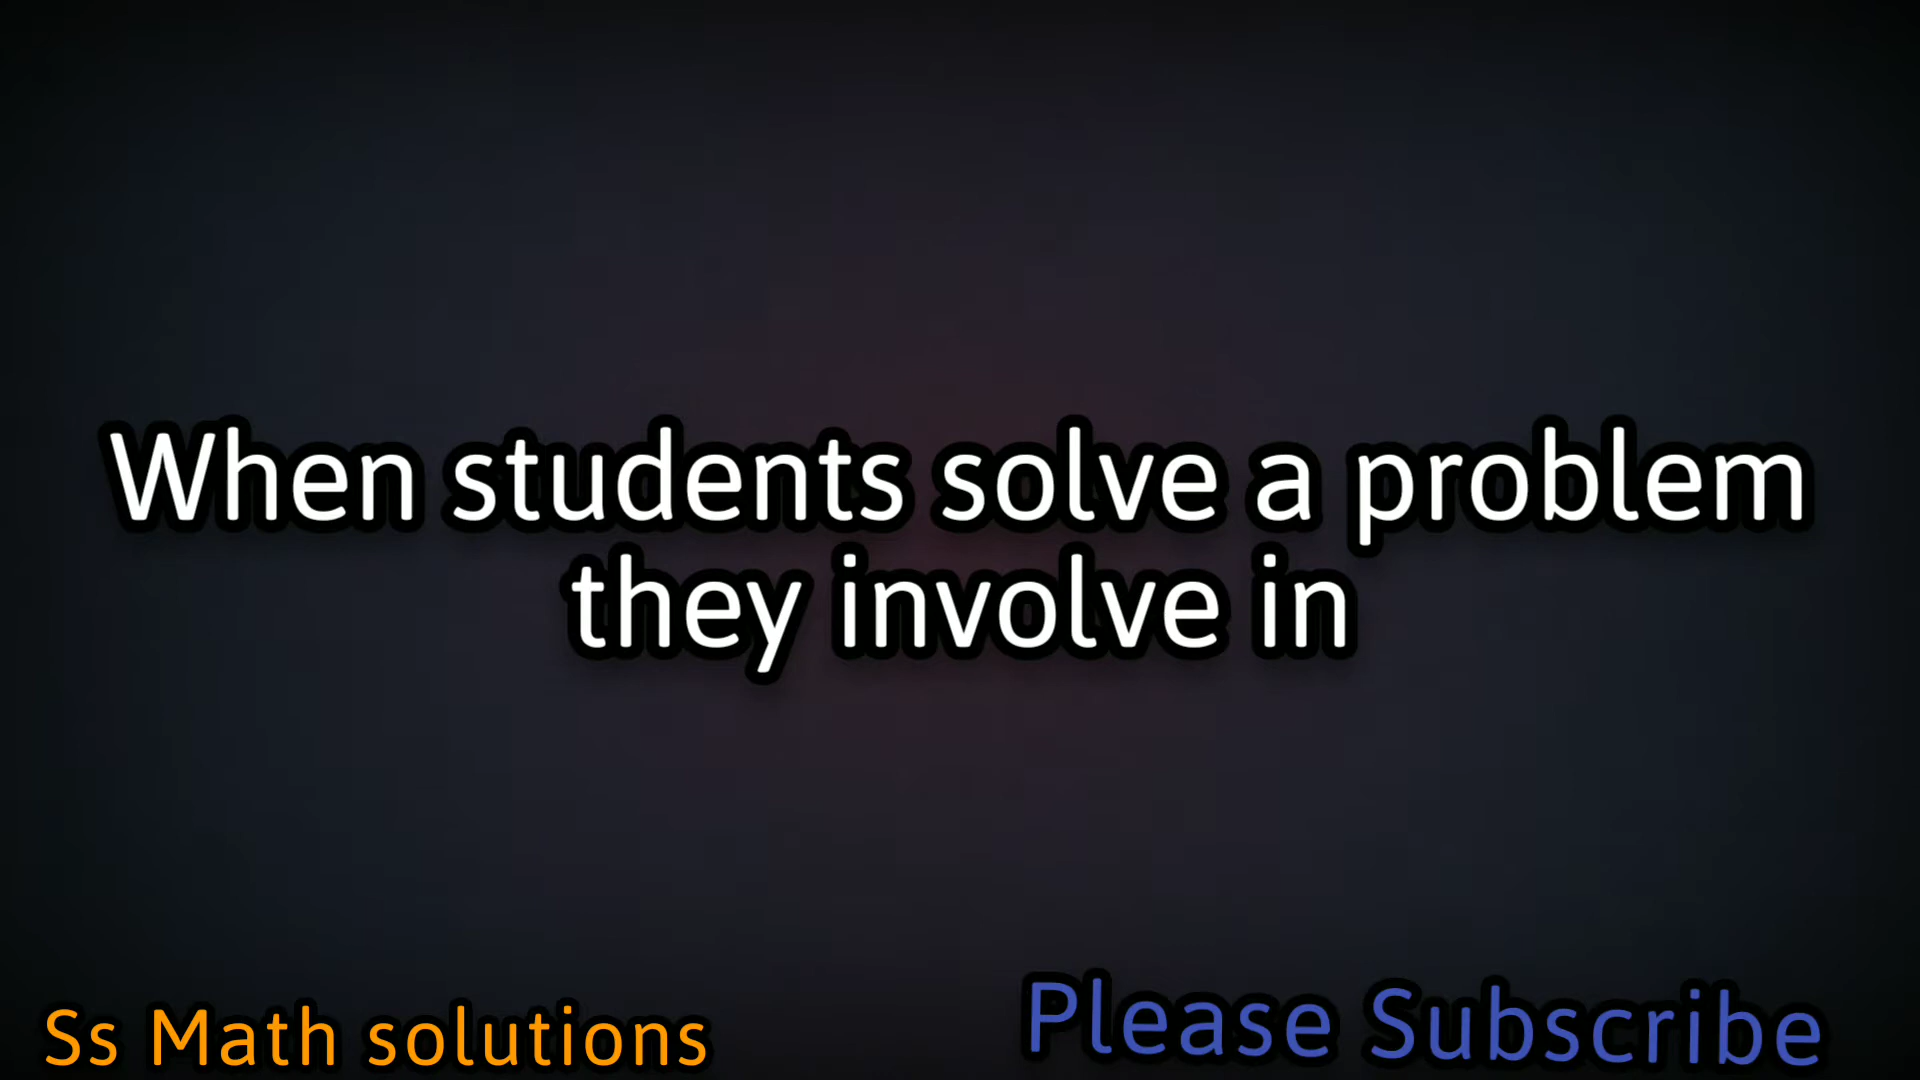 When students solve a problem
they involve in
Ss Math solutions
Please Subscribe